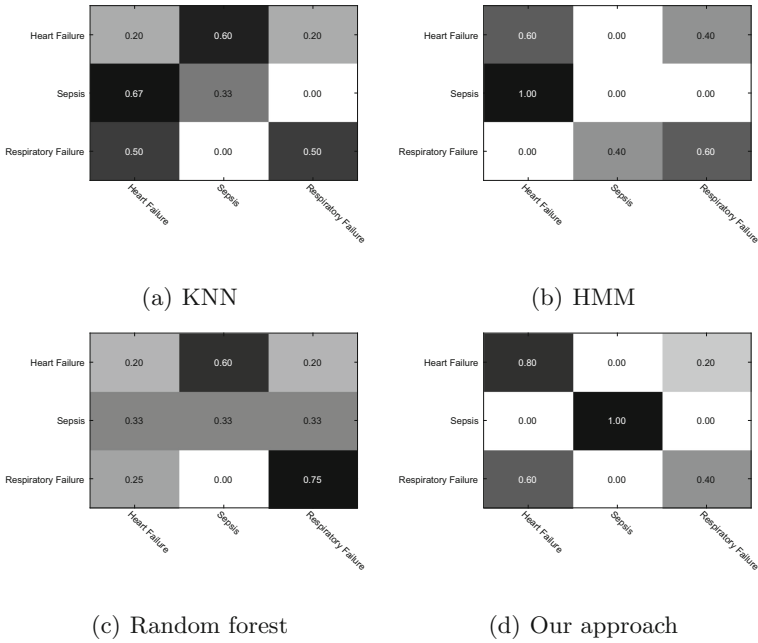 Heart Failure 0.20 0.60 0.20
Sepsis 0.67 0.33 0.00
Respiratory Failure 0.50 0.00 0.50
Heart Failure
Sepsis
Respiratory Failure
(a) KNN
Heart Failure 0.60 0.00 0.40
Sepsis 1.00 0.00 0.00
Respiratory Failure 0.00 0.40 0.60
Heart Failure
Sepsis
Respiratory Failure
(b) HMM
Heart Failure 0.20 0.60 0.20
Sepsis 0.33 0.33 0.33
Respiratory Failure 0.25 0.00 0.75
Heart Failure
Sepsis
Respiratory Failure
(c) Random forest
Heart Failure 0.80 0.00 0.20
Sepsis 0.00 1.00 0.00
Respiratory Failure 0.60 0.00 0.40
Heart Failure
Sepsis
Respiratory Failure
(d) Our approach